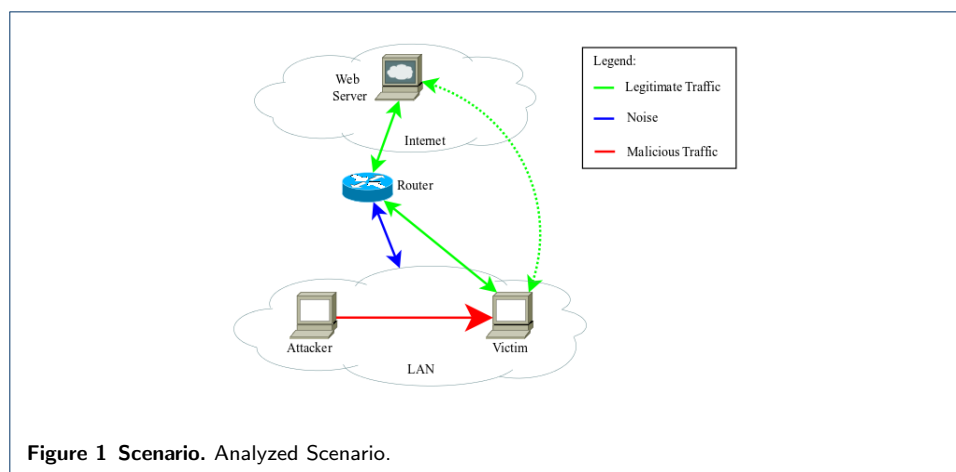 Web
Server
Internet
Router
Attacker
Victim
LAN
Legend:
Legitimate Traffic
Noise
Malicious Traffic
Figure 1 Scenario. Analyzed Scenario.